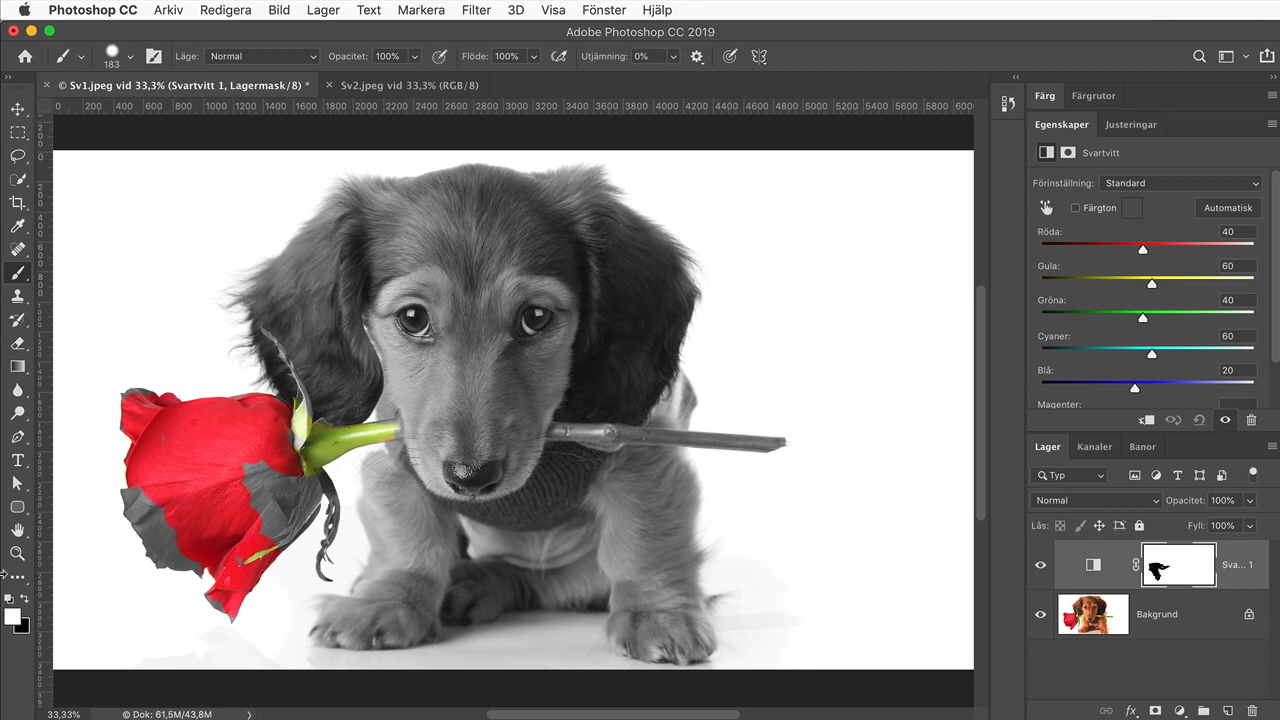 Photoshop CC Arkiv Redigera Bild Lager Text Markera Filter 3D Visa Fönster Hjälp
Adobe Photoshop CC 2019
183 Läge: Normal Opacitet: 100% Flöde: 100% Utjämning: 0%
© Sv1.jpeg vid 33,3% (Svartvitt 1, Lagermask/8) * Sv2.jpeg vid 33,3% (RGB/8)
0 200 400 600 800 1000 1200 1400 1600 1800 2000 2200 2400 2600 2800 3000 3200 3400 3600 3800 4000 4200 4400 4600 4800 5000 5200 5400 5600 5800 6000
Färg Färgrutor
Egenskaper Justeringar
Svartvitt
Förinställning: Standard
Färgton Automatisk
Röda: 40
Gula: 60
Gröna: 40
Cyaner: 60
Blå: 20
Magenter:
Lager Kanaler Banor
Typ
Normal Opacitet: 100%
Lås: Fyll: 100%
Sva... 1
Bakgrund
33,33% © Dok: 61,5M/43,8M